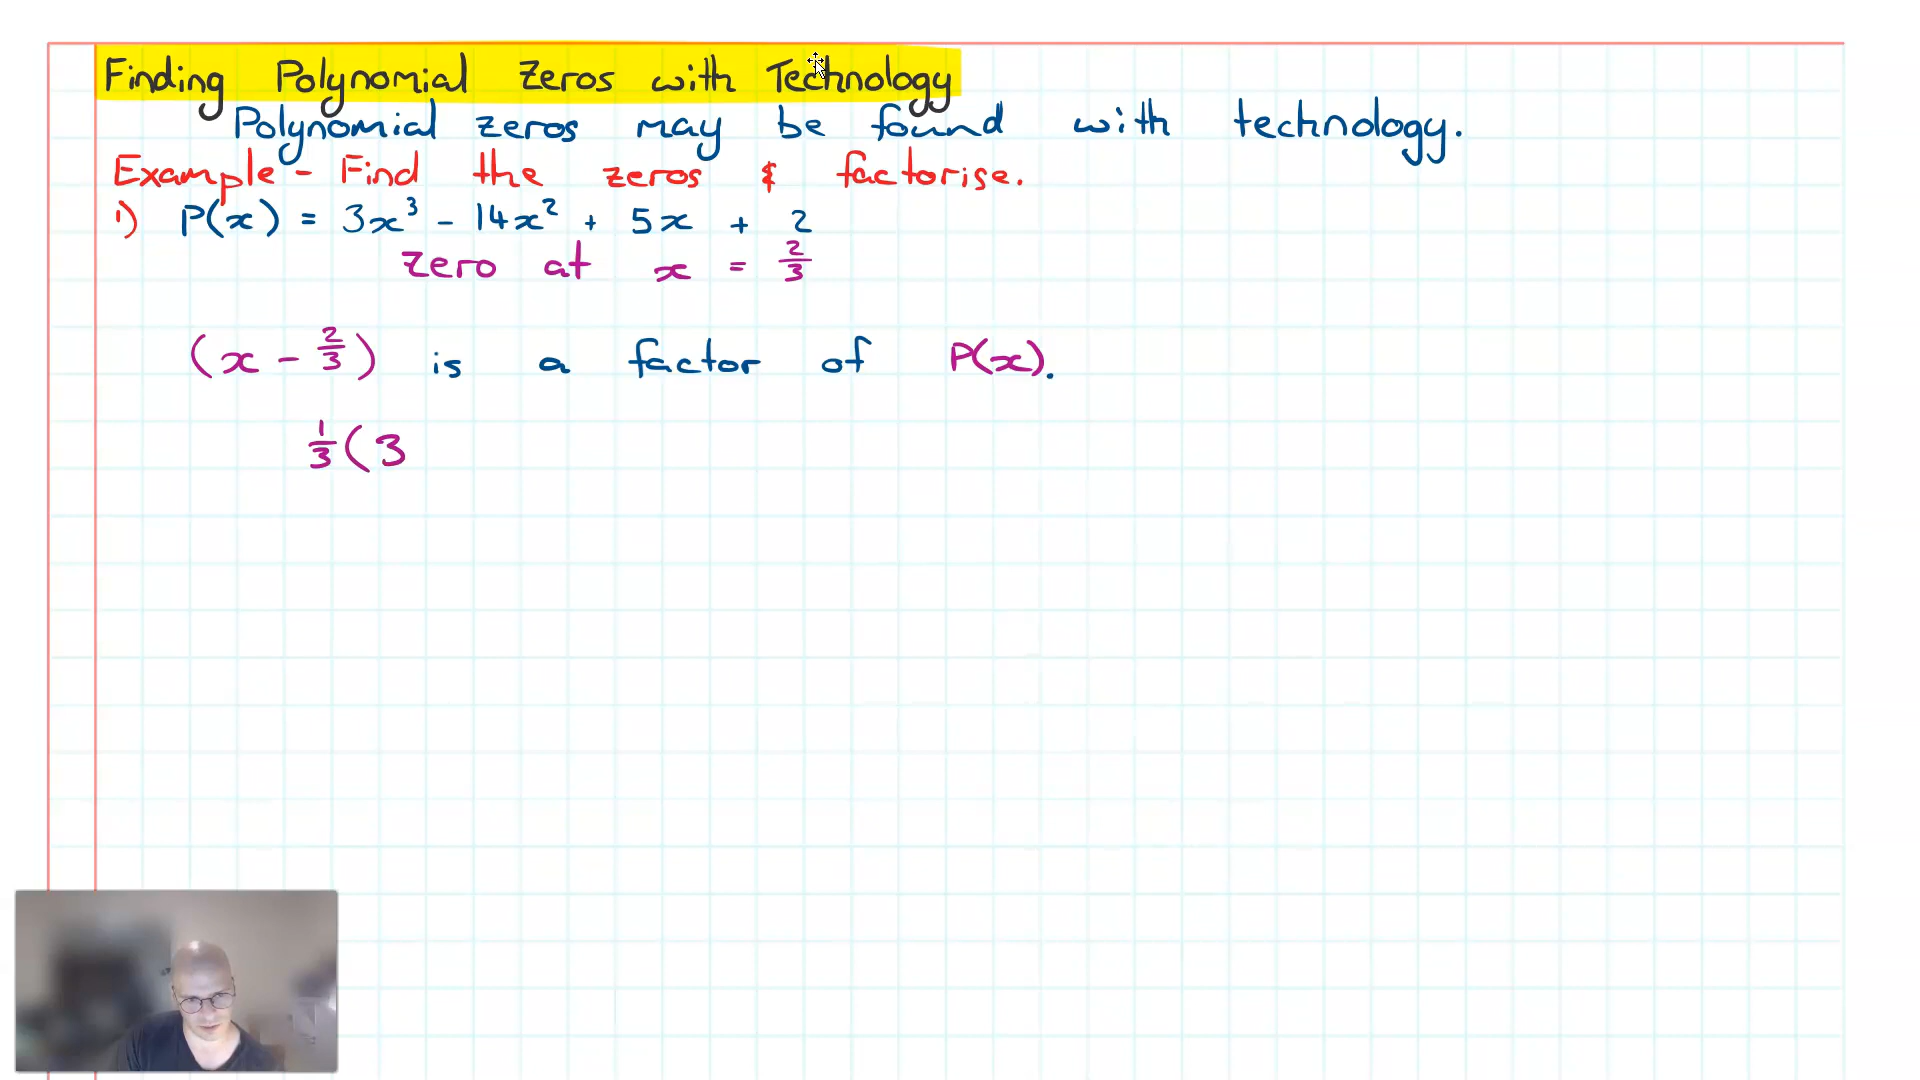 Finding Polynomial Zeros with Technology
Polynomial zeros may be found with technology.
Example - Find the zeros & factorise.
1) P(x) = 3x³ - 14x² + 5x + 2
zero at x = 2/3
(x - 2/3) is a factor of P(x).
1/3(3